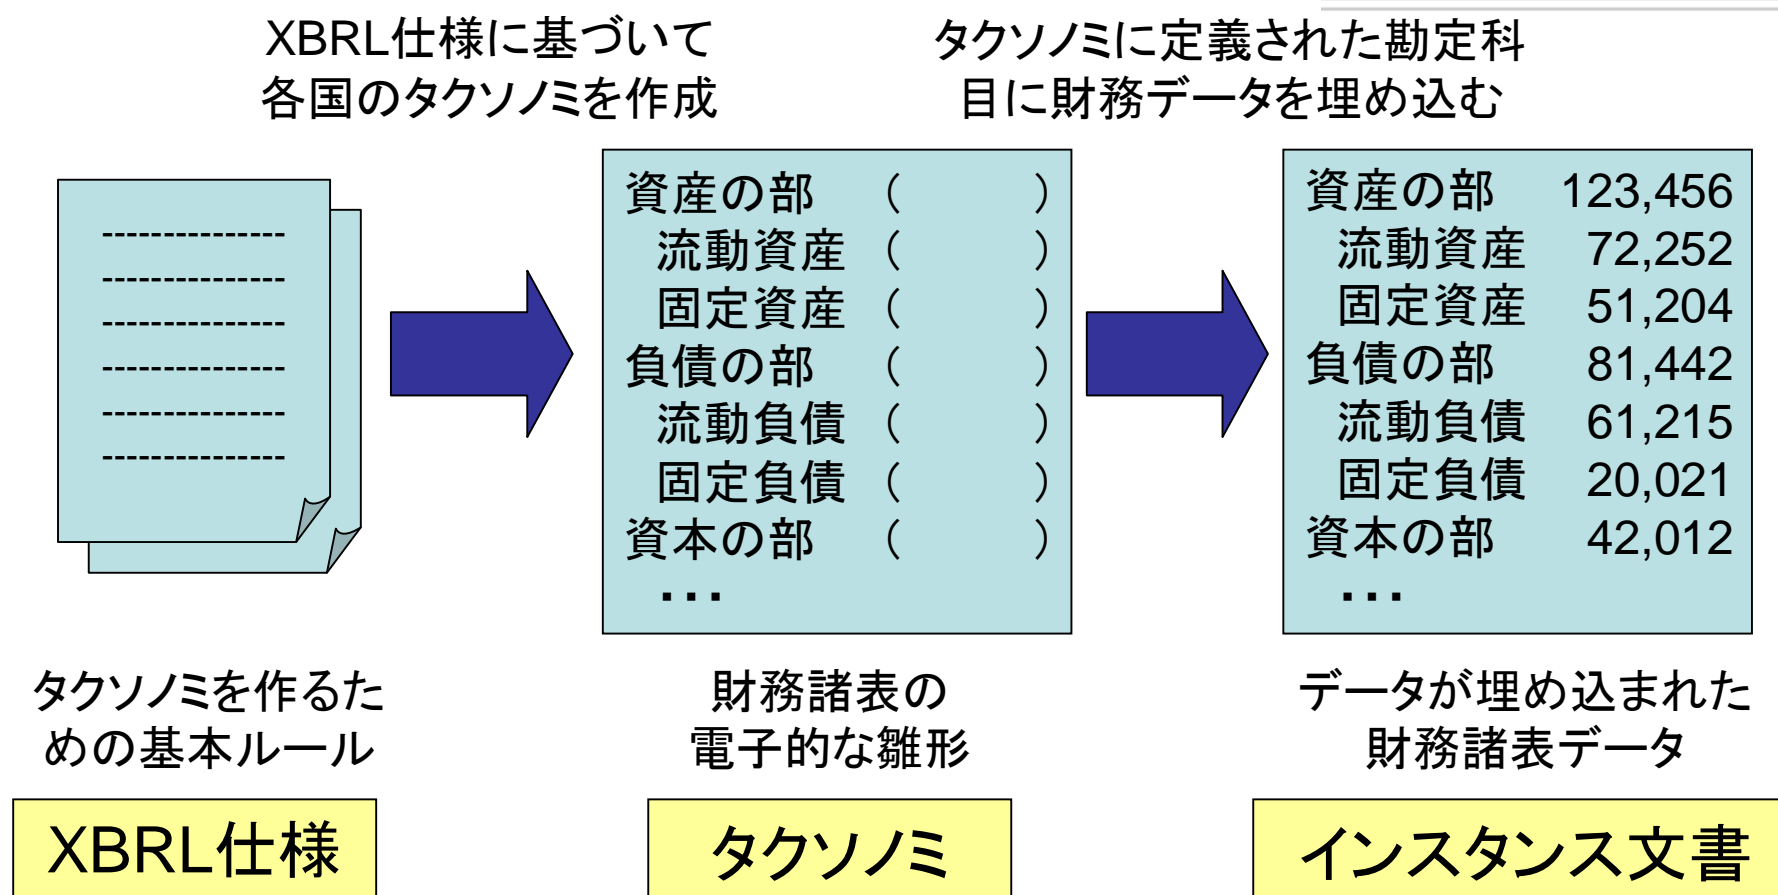 XBRL仕様に基づいて
各国のタクソノミを作成
タクソノミに定義された勘定科
目に財務データを埋め込む
--------------
--------------
--------------
--------------
--------------
--------------
資産の部 （ ）
流動資産 （ ）
固定資産 （ ）
負債の部 （ ）
流動負債 （ ）
固定負債 （ ）
資本の部 （ ）
・・・
資産の部 123,456
流動資産 72,252
固定資産 51,204
負債の部 81,442
流動負債 61,215
固定負債 20,021
資本の部 42,012
・・・
タクソノミを作るた
めの基本ルール
財務諸表の
電子的な雛形
データが埋め込まれた
財務諸表データ
XBRL仕様
タクソノミ
インスタンス文書